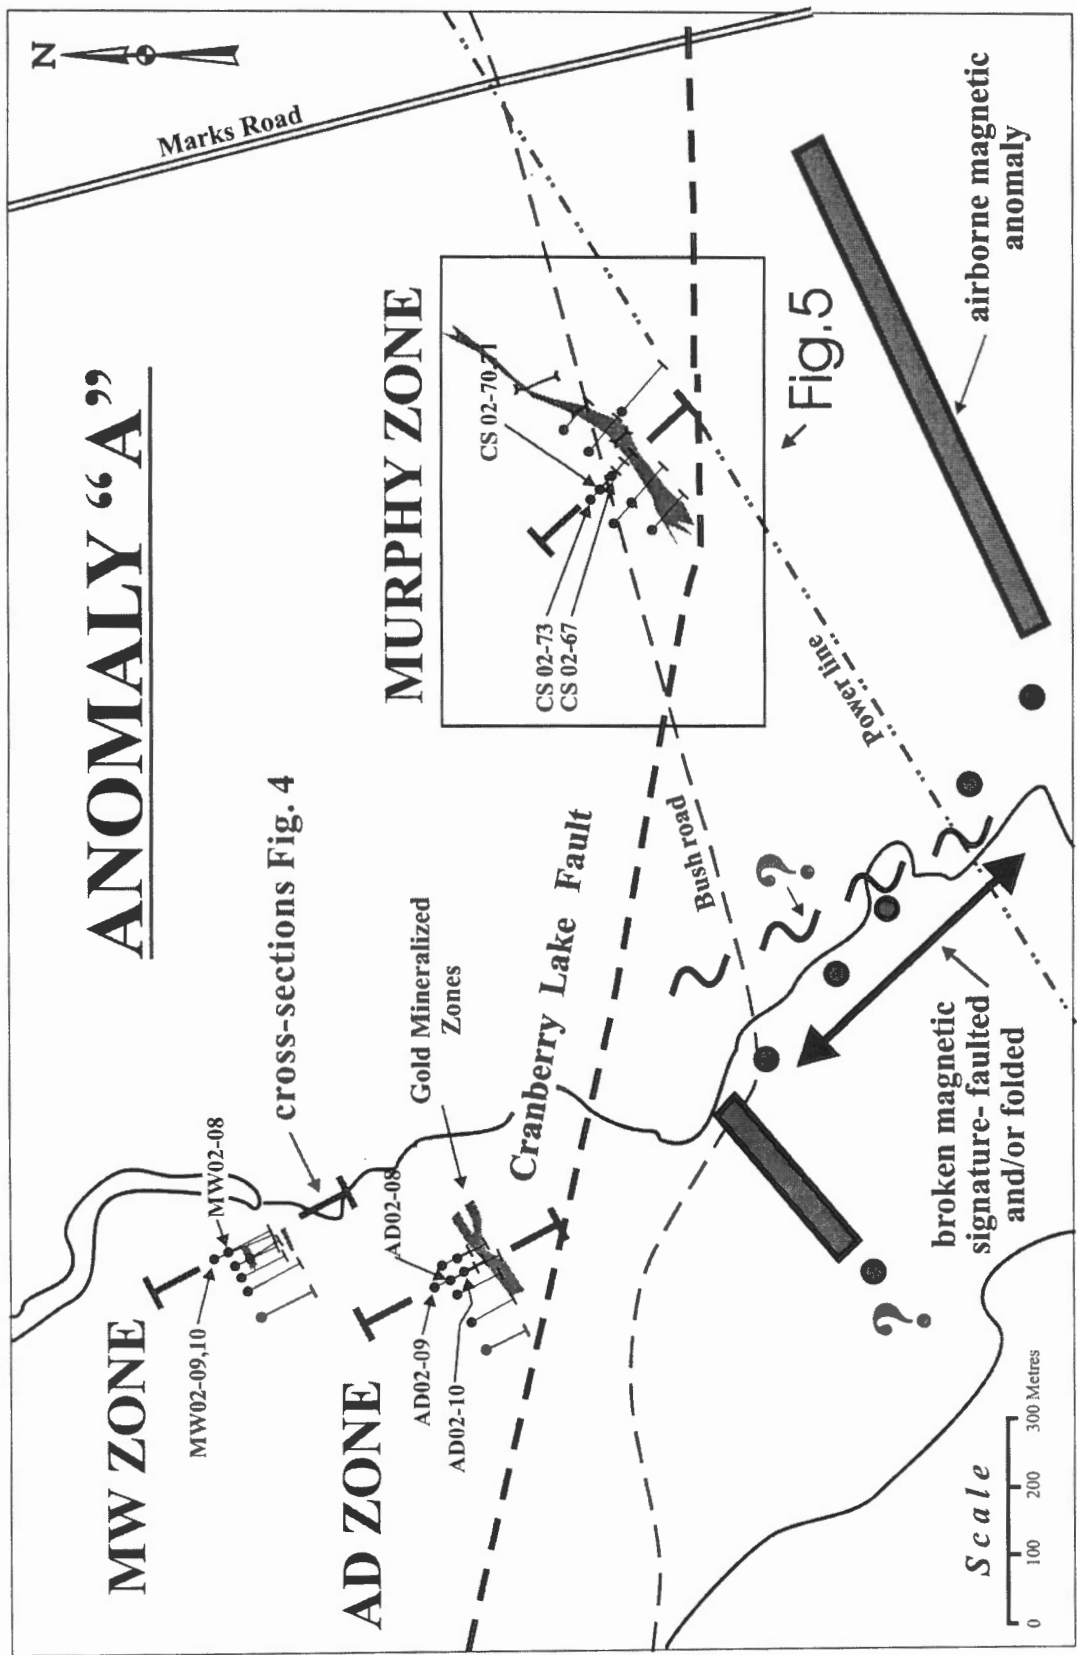 ANOMALY “A”
N
Marks Road
MW ZONE
MW02-08
MW02-09,10
cross-sections Fig. 4
AD ZONE
AD02-08
AD02-09
AD02-10
Gold Mineralized
Zones
Cranberry Lake Fault
MURPHY ZONE
CS 02-70,71
CS 02-73
CS 02-67
Fig.5
Bush road
Power line
?
airborne magnetic
anomaly
broken magnetic
signature- faulted
and/or folded
?
Scale
0 100 200 300 Metres